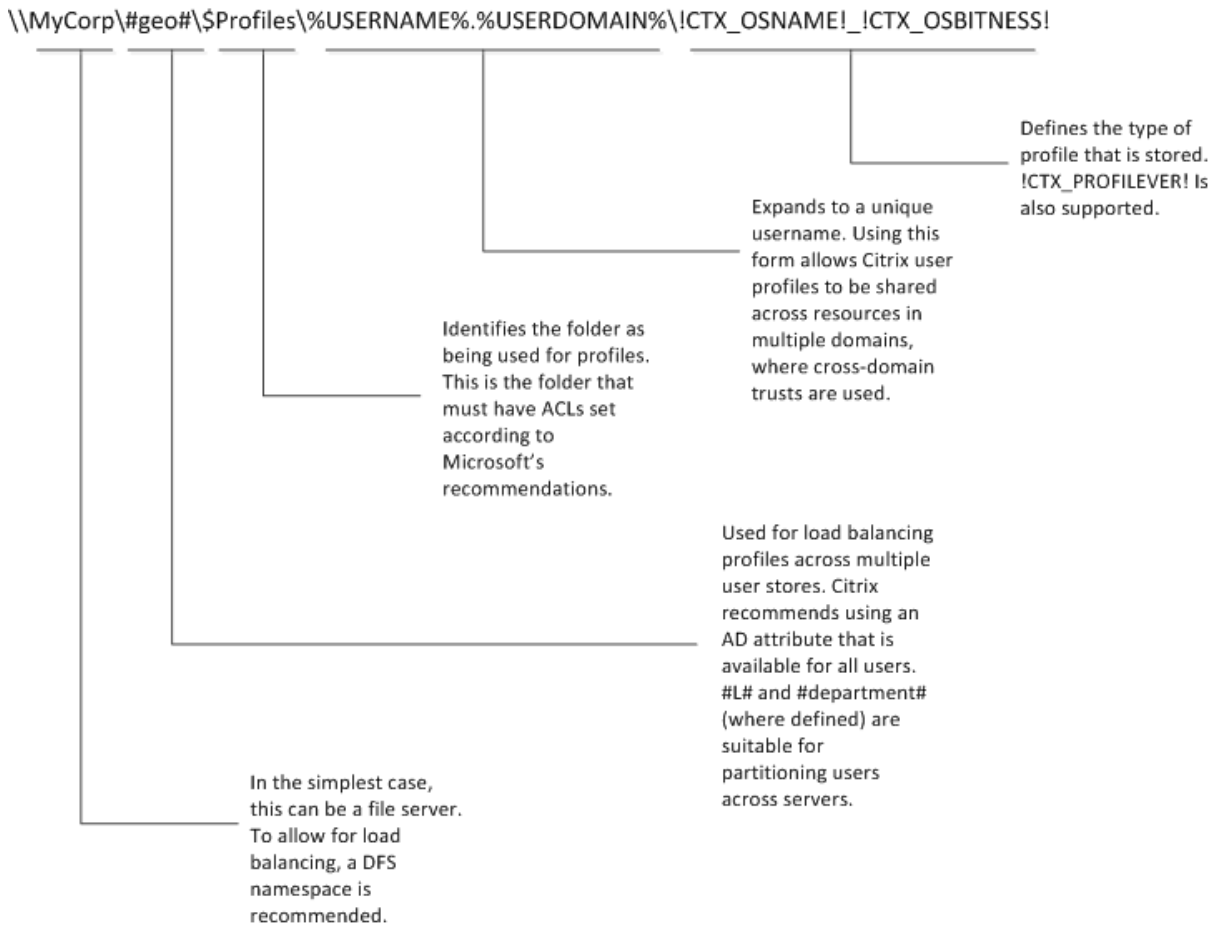 \\MyCorp\#geo#\$Profiles\%USERNAME%.%USERDOMAIN%\!CTX_OSNAME!_!CTX_OSBITNESS!
Defines the type of
profile that is stored.
!CTX_PROFILEVER! Is
also supported.
Expands to a unique
username. Using this
form allows Citrix user
profiles to be shared
across resources in
multiple domains,
where cross-domain
trusts are used.
Identifies the folder as
being used for profiles.
This is the folder that
must have ACLs set
according to
Microsoft’s
recommendations.
Used for load balancing
profiles across multiple
user stores. Citrix
recommends using an
AD attribute that is
available for all users.
#L# and #department#
(where defined) are
suitable for
partitioning users
across servers.
In the simplest case,
this can be a file server.
To allow for load
balancing, a DFS
namespace is
recommended.